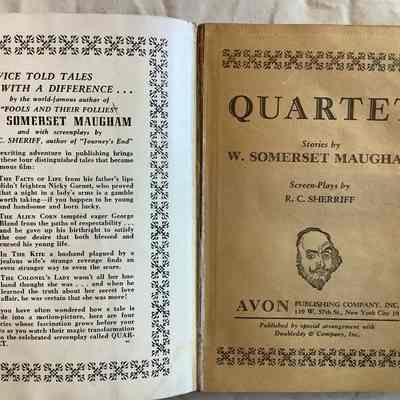 VICE TOLD TALES
WITH A DIFFERENCE . . .
by the world-famous author of
"FOOLS AND THEIR FOLLIES"
SOMERSET MAUGHAM
and with screenplays by
C. SHERIFF, author of "Journey's End"
exciting adventure in publishing brings
these four distinguished tales that became
famous film:
THE FACTS OF LIFE from his father's lips
didn't frighten Nicky Garnet, who proved
that a night in a lady's arms is a gamble
worth taking—if you happen to be young
and handsome and born lucky.
THE ALIEN CORN tempted eager George
Bland from the paths of respectability . . .
and he gave up his birthright to satisfy
the one desire that both blessed and
cursed his young life.
In THE KITE a husband plagued by a
jealous wife's strange revenge finds an
even stranger way to even the score.
THE COLONEL'S LADY wasn't all her hus-
band thought she was . . . and when he
learned the truth about her secret love
affair, he was certain that she was more!
you have often wondered how a tale is
made into a motion-picture, here are four
stories whose fascination grows before your
eyes as you watch their magic transformation
to the celebrated screenplay called QUAR-
ET.
QUARTET
Stories by
W. SOMERSET MAUGHAM
Screen-Plays by
R. C. SHERRIFF
AVON PUBLISHING COMPANY, INC.
119 W. 57th St., New York City 19
Published by special arrangement with
Doubleday & Company, Inc.